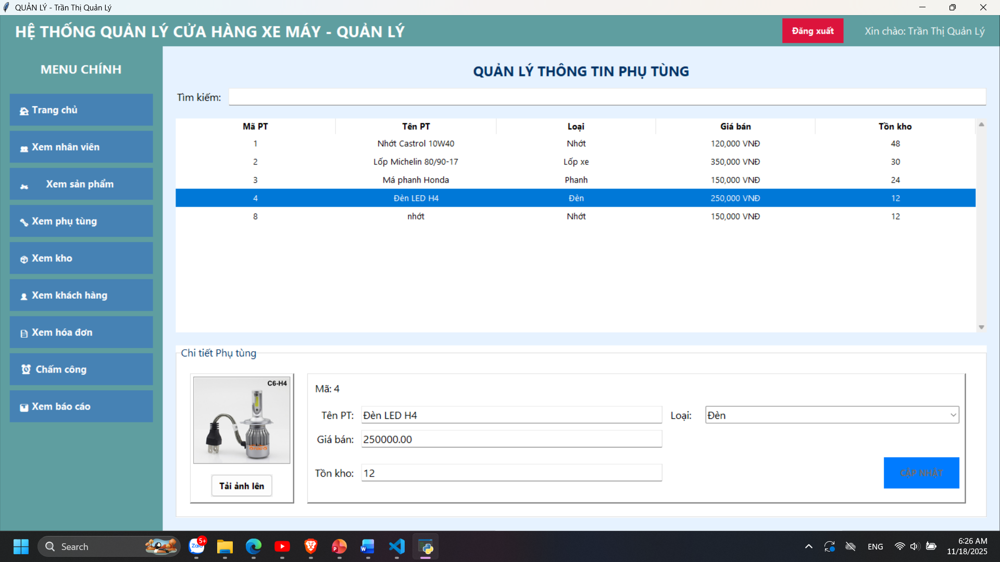 QUẢN LÝ - Trần Thị Quản Lý
HỆ THỐNG QUẢN LÝ CỬA HÀNG XE MÁY - QUẢN LÝ
Đăng xuất
Xin chào: Trần Thị Quản Lý
MENU CHÍNH
Trang chủ
Xem nhân viên
Xem sản phẩm
Xem phụ tùng
Xem kho
Xem khách hàng
Xem hóa đơn
Chấm công
Xem báo cáo
QUẢN LÝ THÔNG TIN PHỤ TÙNG
Tìm kiếm:
Mã PT Tên PT Loại Giá bán Tồn kho
1 Nhớt Castrol 10W40 Nhớt 120,000 VNĐ 48
2 Lốp Michelin 80/90-17 Lốp xe 350,000 VNĐ 30
3 Má phanh Honda Phanh 150,000 VNĐ 24
4 Đèn LED H4 Đèn 250,000 VNĐ 12
8 nhớt Nhớt 150,000 VNĐ 12
Chi tiết Phụ tùng
C6-H4
Tải ảnh lên
Mã: 4
Tên PT: Đèn LED H4 Loại: Đèn
Giá bán: 250000.00
Tồn kho: 12
CẬP NHẬT
Search
Zalo
5+
ENG
6:26 AM
11/18/2025